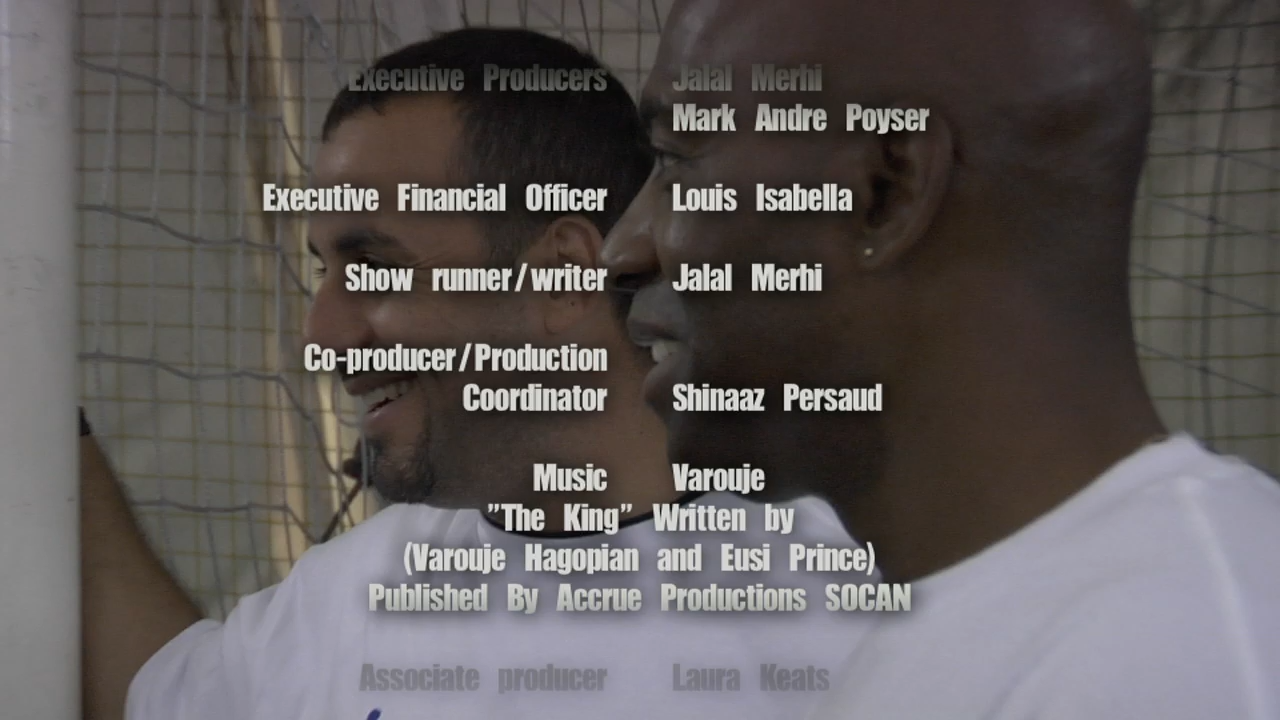 Executive Producers Jalal Merhi
Mark Andre Poyser
Executive Financial Officer Louis Isabella
Show runner/writer Jalal Merhi
Co-producer/Production
Coordinator Shinaaz Persaud
Music Varouje
"The King" Written by
(Varouje Hagopian and Eusi Prince)
Published By Accrue Productions SOCAN
Associate producer Laura Keats